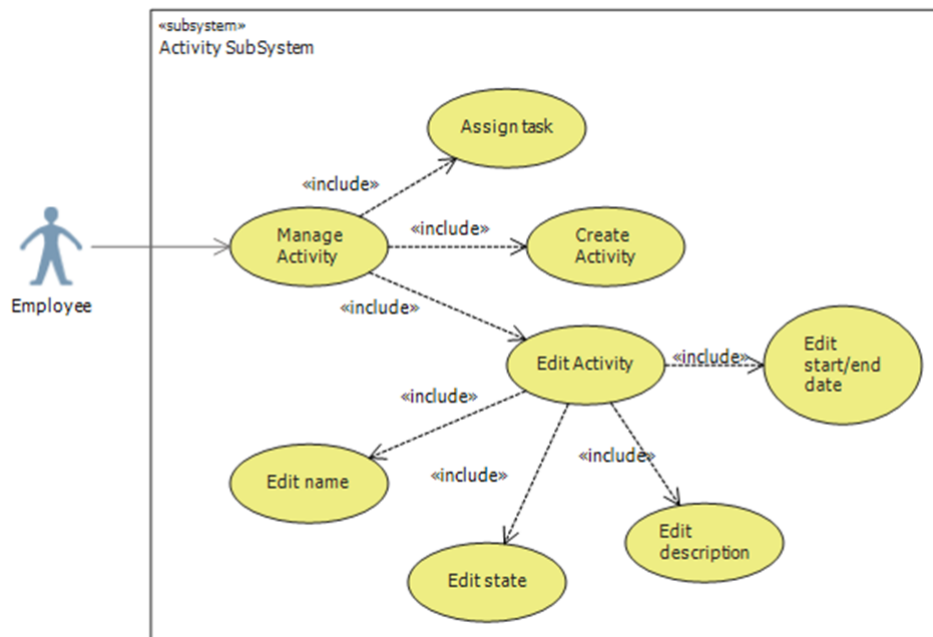 «subsystem»
Activity SubSystem
Assign task
«include»
Manage
Activity
«include»
Create
Activity
Employee
«include»
Edit Activity
«include»
Edit
start/end
date
«include»
Edit name
«include»
«include»
Edit
description
Edit state